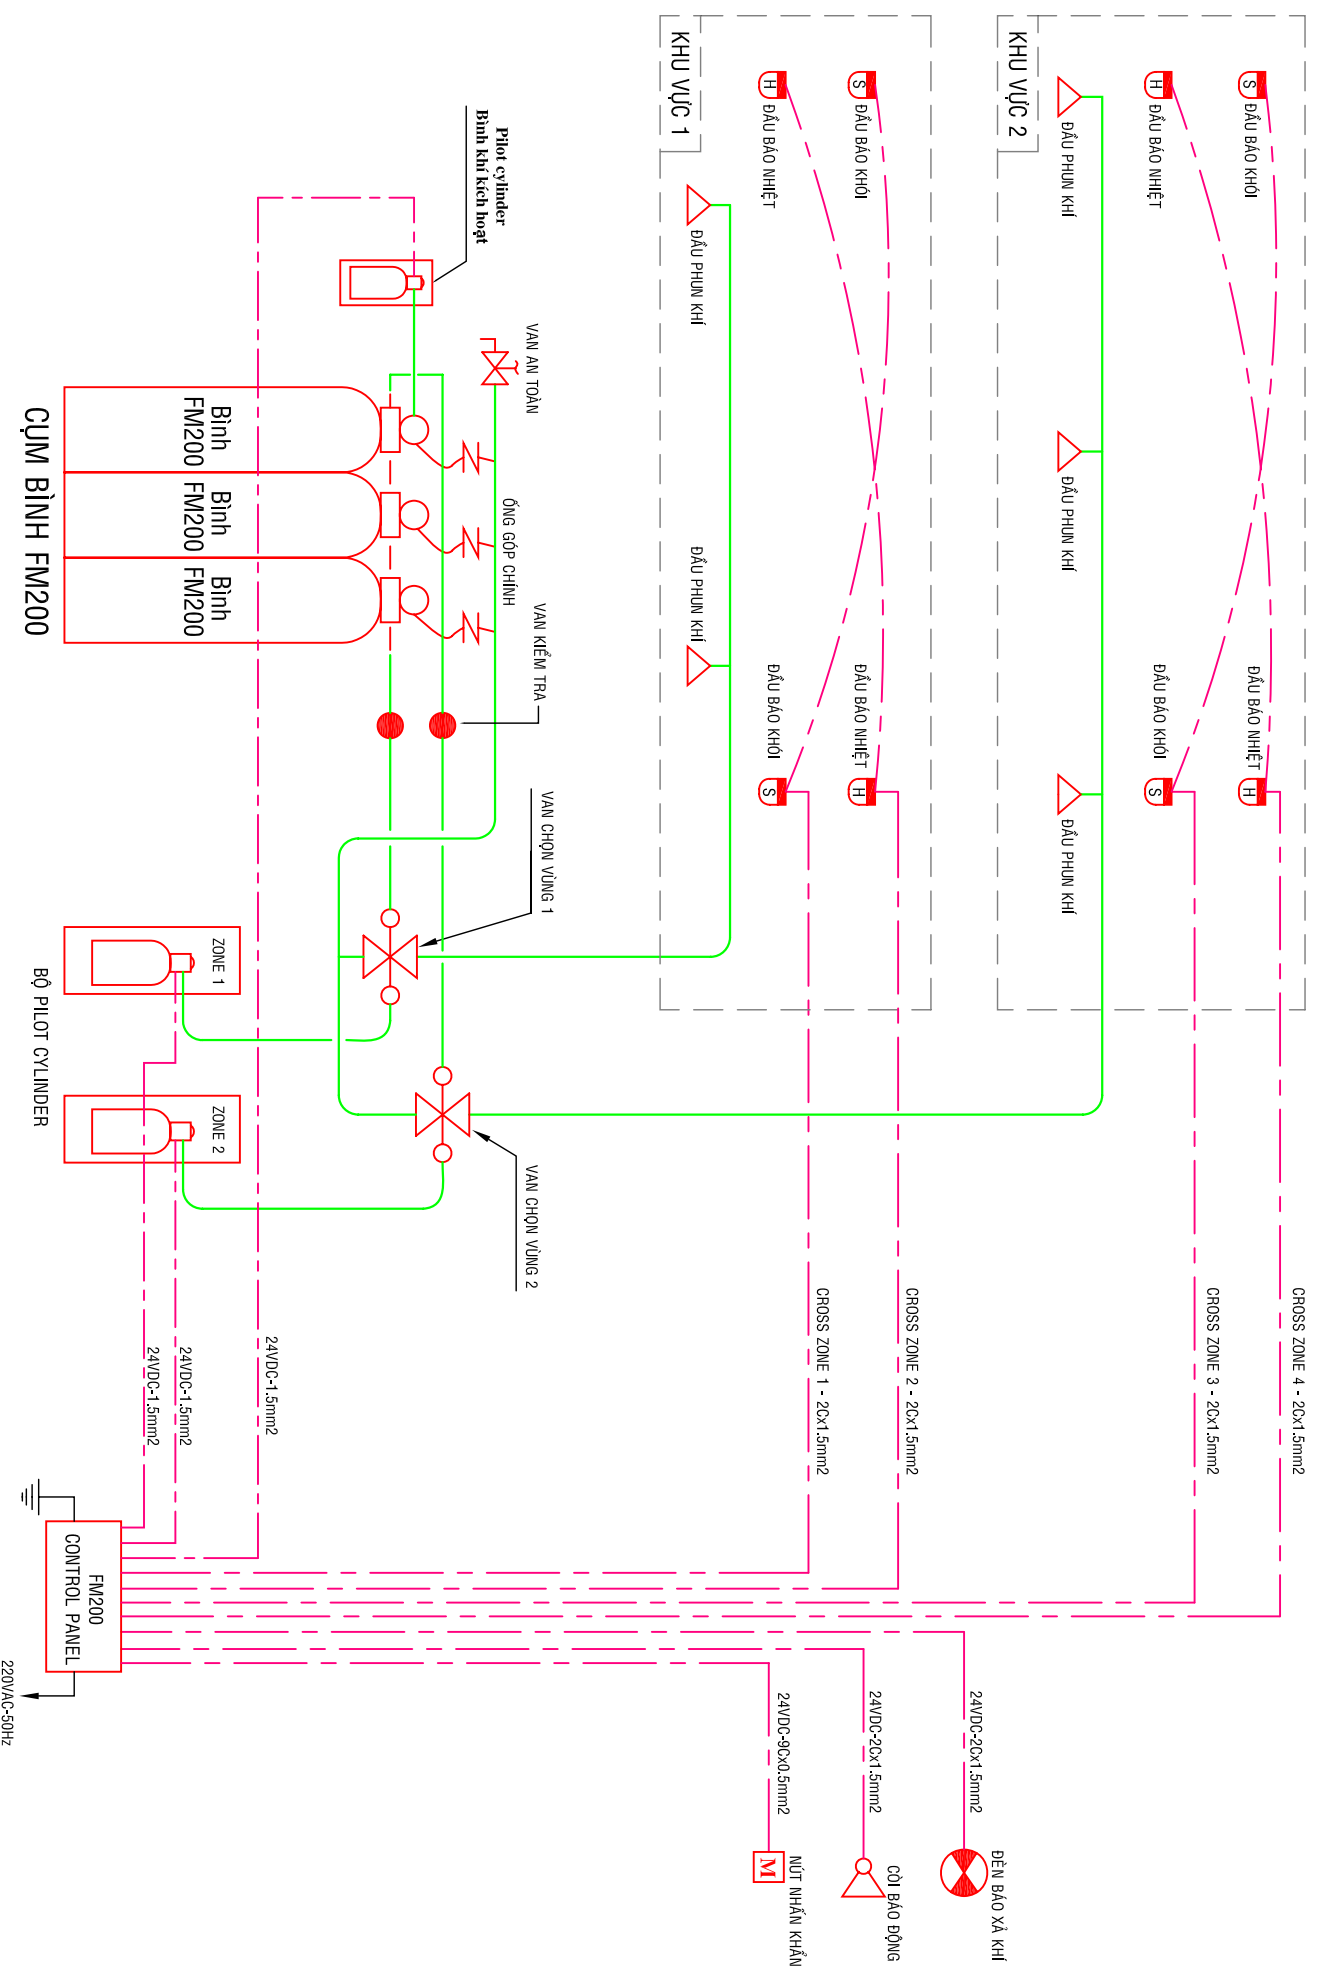 KHU VỰC 2
ĐẦU BÁO KHÓI
ĐẦU BÁO NHIỆT
ĐẦU BÁO NHIỆT
ĐẦU BÁO KHÓI
ĐẦU PHUN KHÍ
ĐẦU PHUN KHÍ
ĐẦU PHUN KHÍ
S
H
H
S
CROSS ZONE 4 - 2Cx1.5mm2
CROSS ZONE 3 - 2Cx1.5mm2
KHU VỰC 1
ĐẦU BÁO KHÓI
ĐẦU BÁO NHIỆT
ĐẦU BÁO NHIỆT
ĐẦU BÁO KHÓI
ĐẦU PHUN KHÍ
ĐẦU PHUN KHÍ
S
H
H
S
CROSS ZONE 2 - 2Cx1.5mm2
CROSS ZONE 1 - 2Cx1.5mm2
Pilot cylinder
Bình khí kích hoạt
VAN AN TOÀN
ỐNG GÓP CHÍNH
VAN KIỂM TRA
VAN CHỌN VÙNG 1
VAN CHỌN VÙNG 2
Bình
FM200
Bình
FM200
Bình
FM200
CỤM BÌNH FM200
ZONE 1
ZONE 2
BỘ PILOT CYLINDER
24VDC-1.5mm2
24VDC-1.5mm2
24VDC-1.5mm2
FM200
CONTROL PANEL
220VAC-50Hz
24VDC-2Cx1.5mm2
24VDC-2Cx1.5mm2
24VDC-9Cx0.5mm2
ĐÈN BÁO XẢ KHÍ
CÒI BÁO ĐỘNG
NÚT NHẤN KHẨN
M